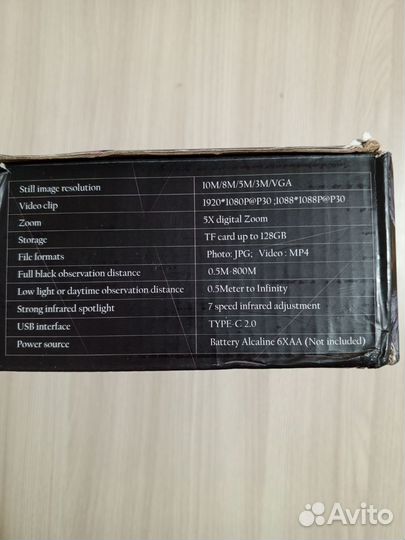 Still image resolution 10M/8M/5M/3M/VGA
Video clip 1920*1080P@P30 ;1088*1088P@P30
Zoom 5X digital Zoom
Storage TF card up to 128GB
File formats Photo: JPG; Video : MP4
Full black observation distance 0.5M-800M
Low light or daytime observation distance 0.5Meter to Infinity
Strong infrared spotlight 7 speed infrared adjustment
USB interface TYPE-C 2.0
Power source Battery Alcaline 6XAA (Not included)
Avito